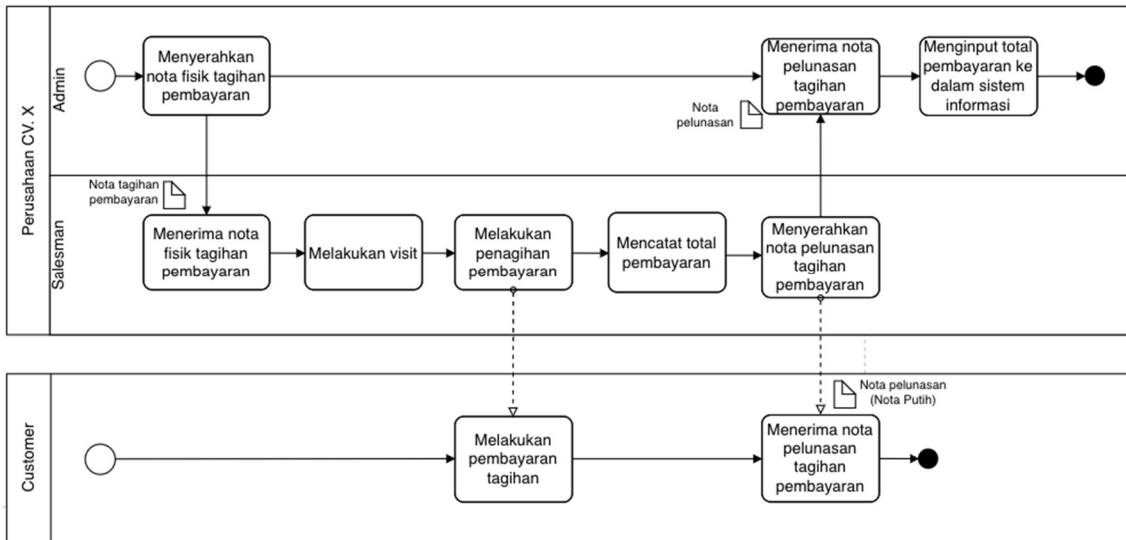 Perusahaan CV. X
Admin
Menyerahkan
nota fisik tagihan
pembayaran
Menerima nota
pelunasan
tagihan
pembayaran
Menginput total
pembayaran ke
dalam sistem
informasi
Nota
pelunasan
Salesman
Nota tagihan
pembayaran
Menerima nota
fisik tagihan
pembayaran
Melakukan visit
Melakukan
penagihan
pembayaran
Mencatat total
pembayaran
Menyerahkan
nota pelunasan
tagihan
pembayaran
Customer
Nota pelunasan
(Nota Putih)
Melakukan
pembayaran
tagihan
Menerima nota
pelunasan
tagihan
pembayaran